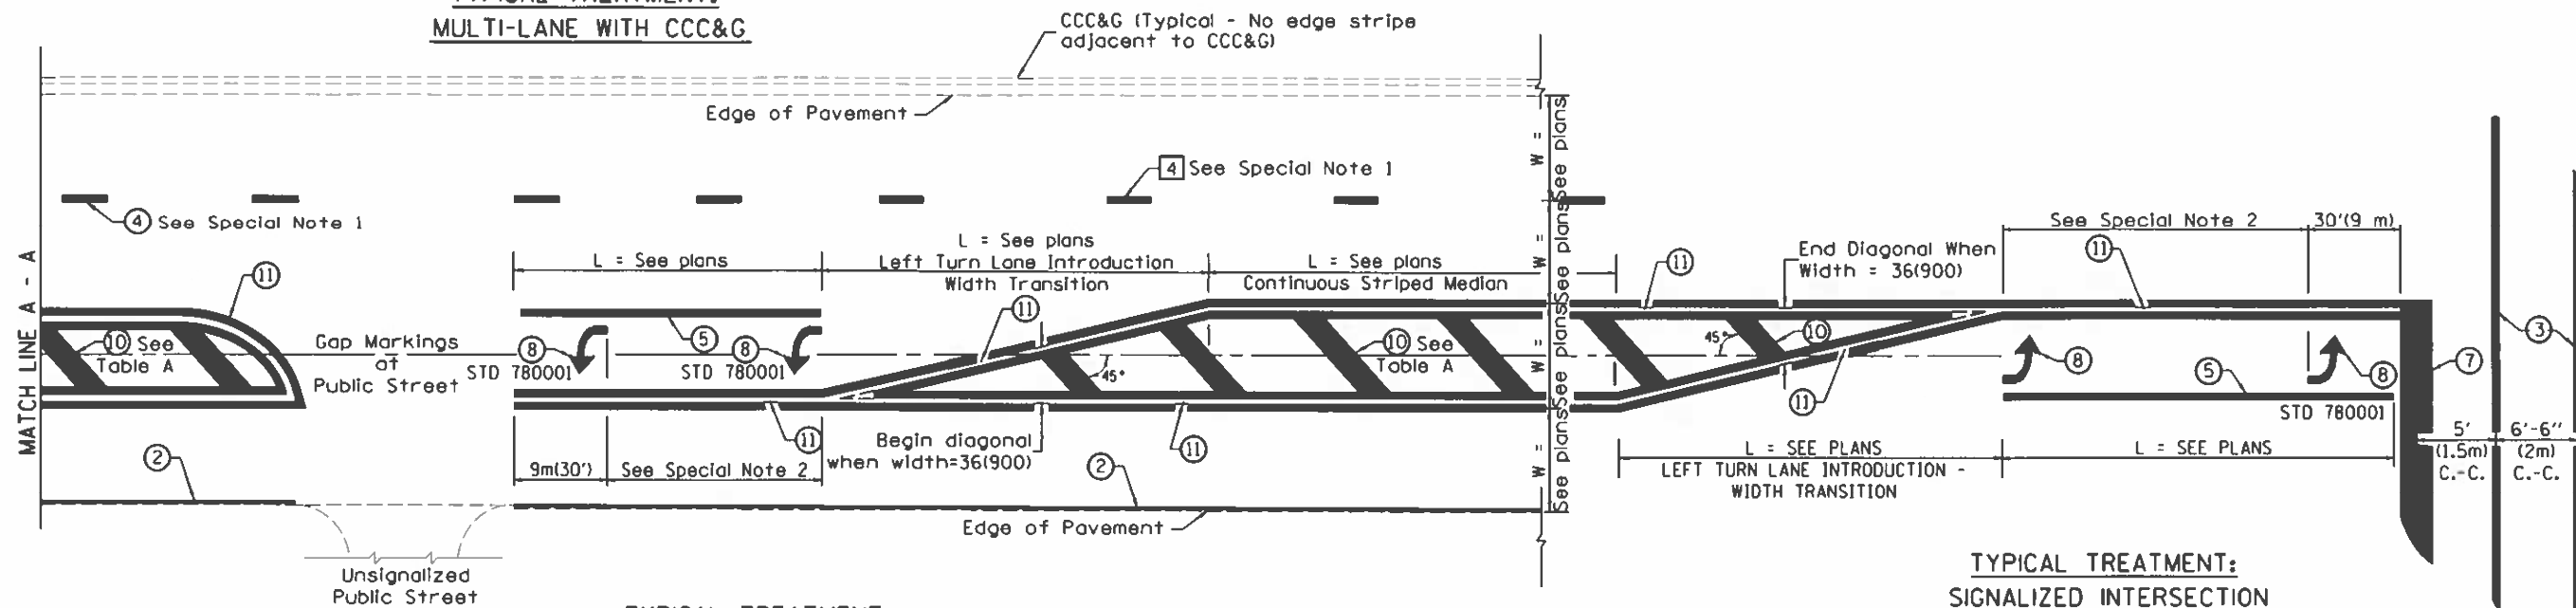 MULTI-LANE WITH CCC&G
CCC&G (Typical - No edge stripe
adjacent to CCC&G)
Edge of Pavement
4 See Special Note 1
4 See Special Note 1
MATCH LINE A - A
11
10 See
Table A
Gap Markings
at
Public Street
2
Unsignalized
Public Street
L = See plans
8
STD 780001
5
8
STD 780001
9m(30')
See Special Note 2
11
L = See plans
Left Turn Lane Introduction
Width Transition
11
45°
Begin diagonal
when width=36(900)
11
2
Edge of Pavement
L = See plans
Continuous Striped Median
10 See
Table A
W =
See plans
W =
See plans
W =
See plans
W =
See plans
11
End Diagonal When
Width = 36(900)
45°
10
11
L = SEE PLANS
LEFT TURN LANE INTRODUCTION -
WIDTH TRANSITION
See Special Note 2
30'(9 m)
11
8
5
8
STD 780001
L = SEE PLANS
7
3
5'
(1.5m)
C.-C.
6'-6"
(2m)
C.-C.
TYPICAL TREATMENT:
SIGNALIZED INTERSECTION